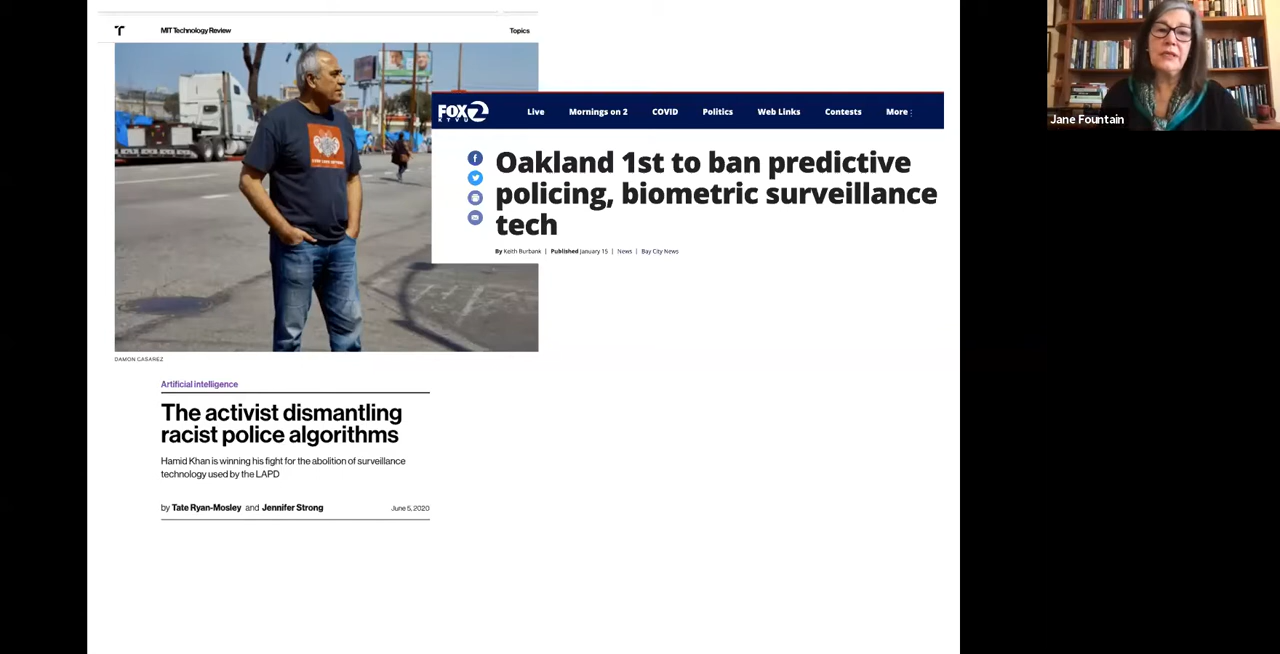 MIT Technology Review
Topics
FOX 2
KTVU
Live
Mornings on 2
COVID
Politics
Web Links
Contests
More
Oakland 1st to ban predictive
policing, biometric surveillance
tech
By Keith Burbank | Published January 15 | News | Bay City News
DAMON CASAREZ
Artificial intelligence
The activist dismantling
racist police algorithms
Hamid Khan is winning his fight for the abolition of surveillance
technology used by the LAPD
by Tate Ryan-Mosley and Jennifer Strong
June 5, 2020
Jane Fountain